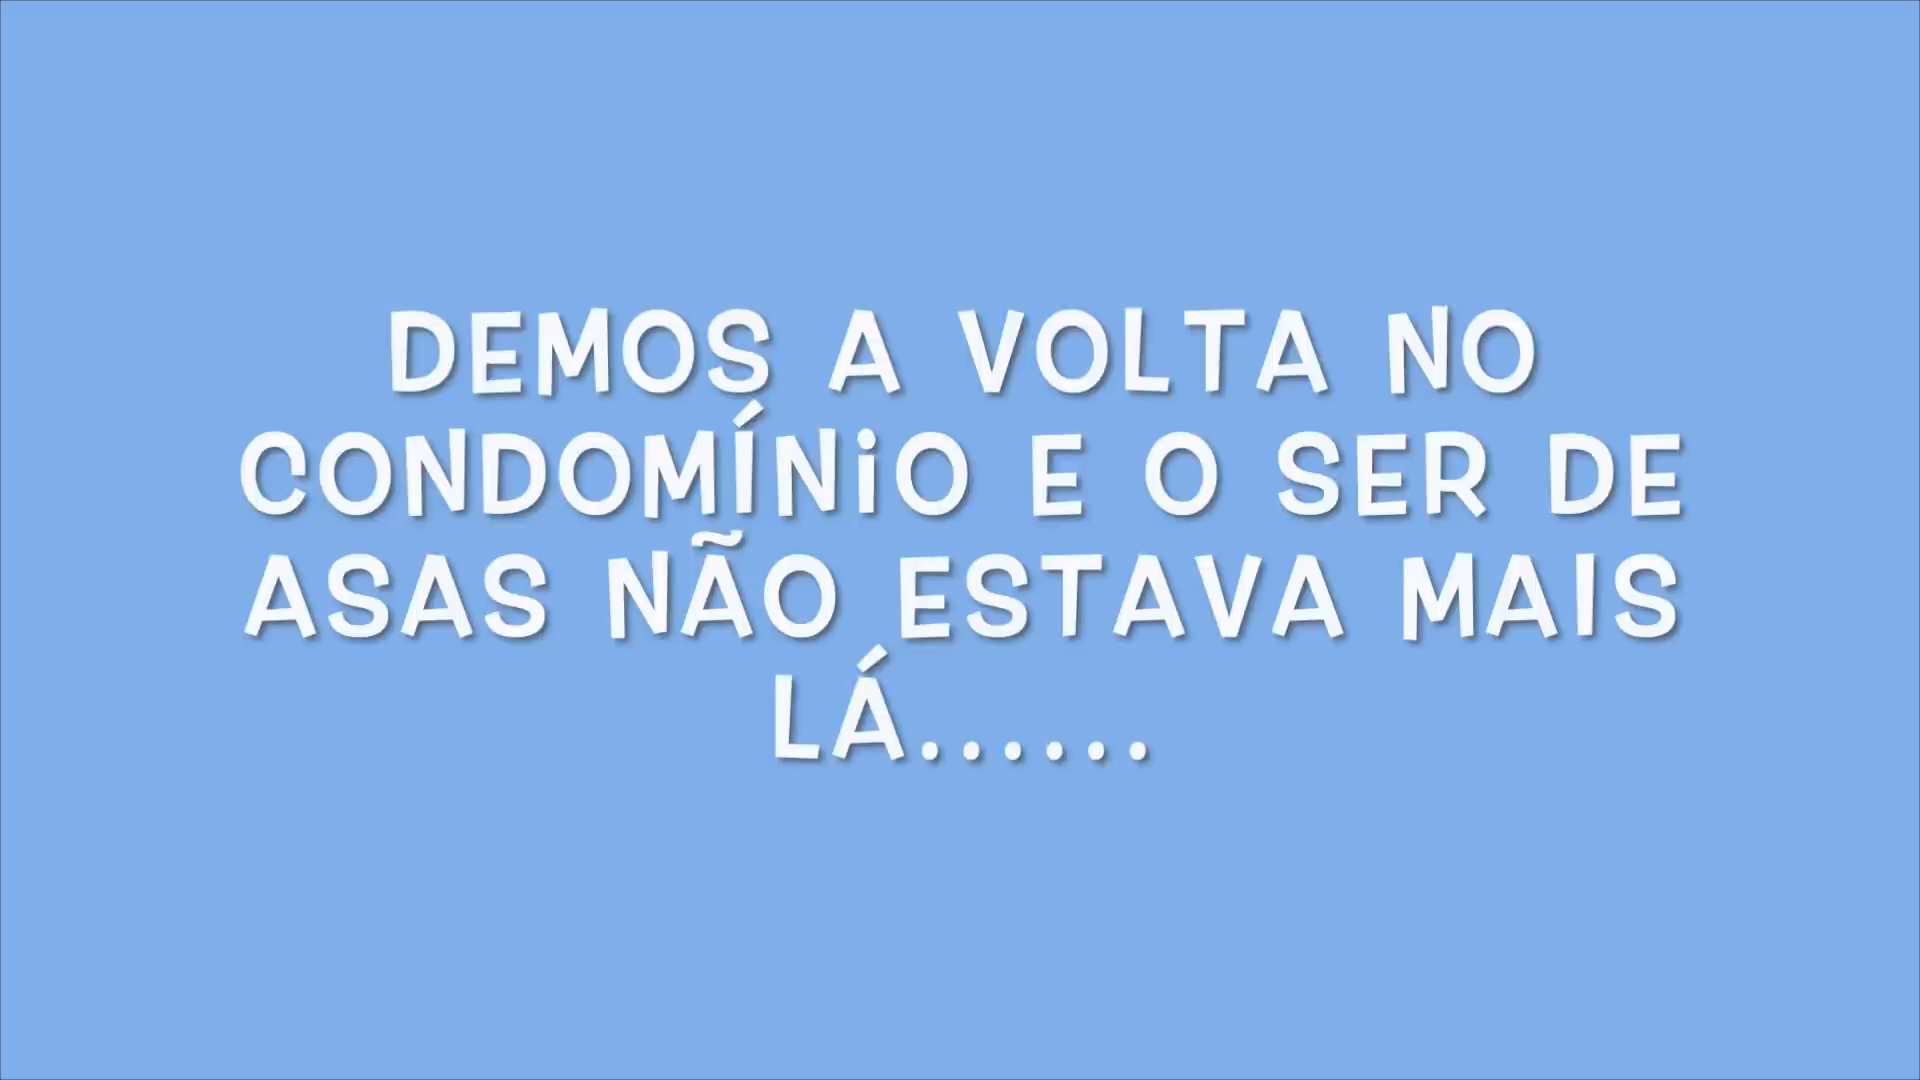 DEMOS A VOLTA NO
CONDOMÍNIO E O SER DE
ASAS NÃO ESTAVA MAIS
LÁ......